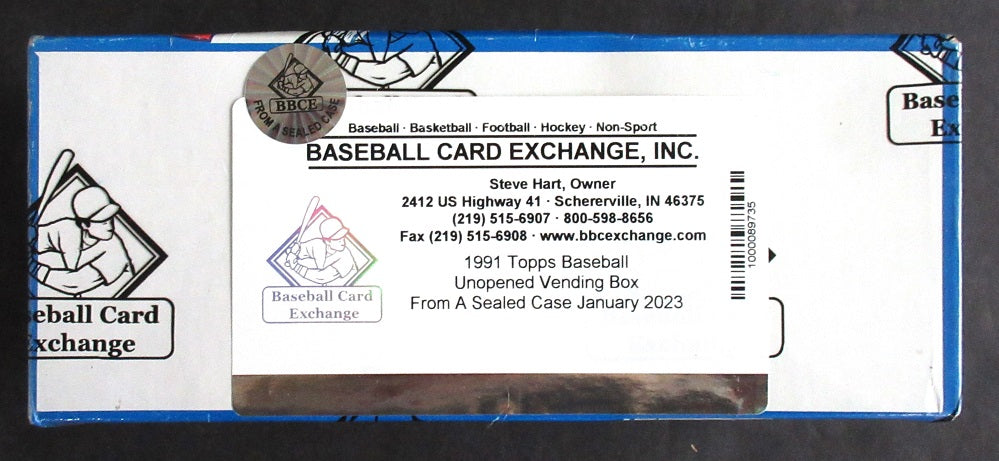 BBCE
FROM A SEALED CASE
Baseball · Basketball · Football · Hockey · Non-Sport
BASEBALL CARD EXCHANGE, INC.
Steve Hart, Owner
2412 US Highway 41 · Schererville, IN 46375
(219) 515-6907 · 800-598-8656
Fax (219) 515-6908 · www.bbcexchange.com
1991 Topps Baseball
Unopened Vending Box
From A Sealed Case January 2023
Baseball Card
Exchange
1000089735
eball Card
xchange
Base
Ex